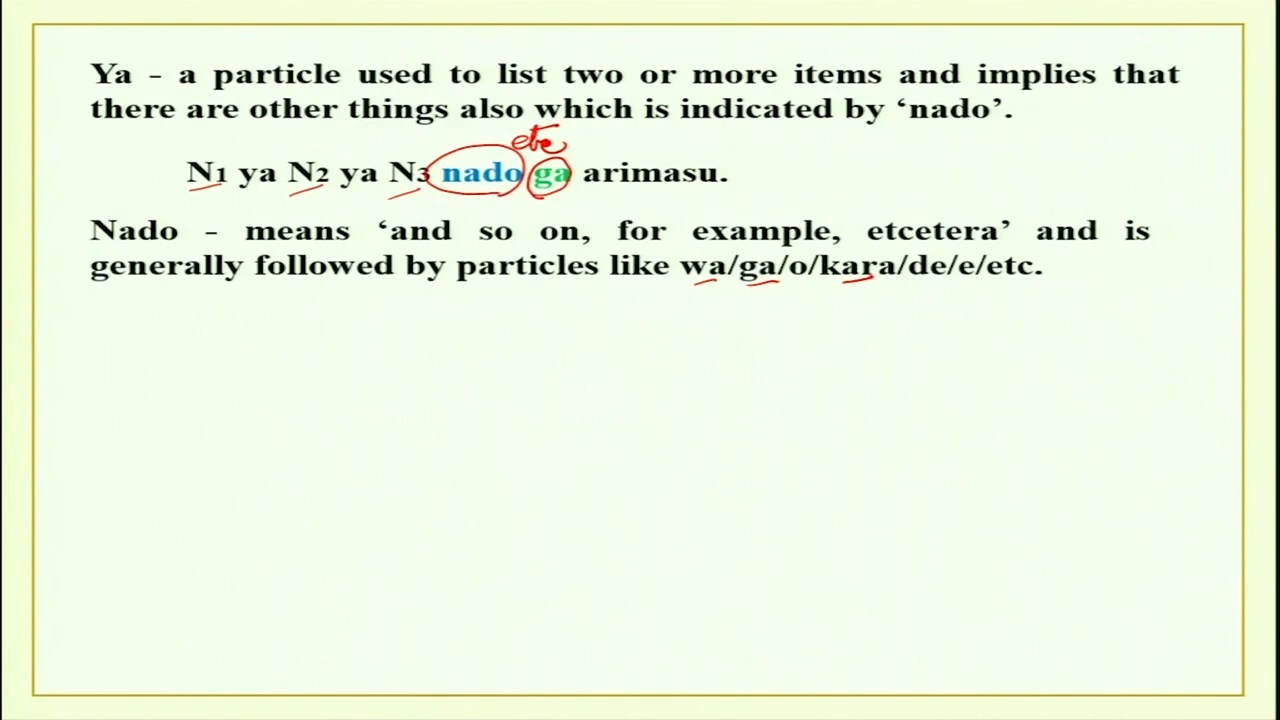 Ya - a particle used to list two or more items and implies that
there are other things also which is indicated by ‘nado’.
etc
N1 ya N2 ya N3 nado ga arimasu.
Nado - means ‘and so on, for example, etcetera’ and is
generally followed by particles like wa/ga/o/kara/de/e/etc.